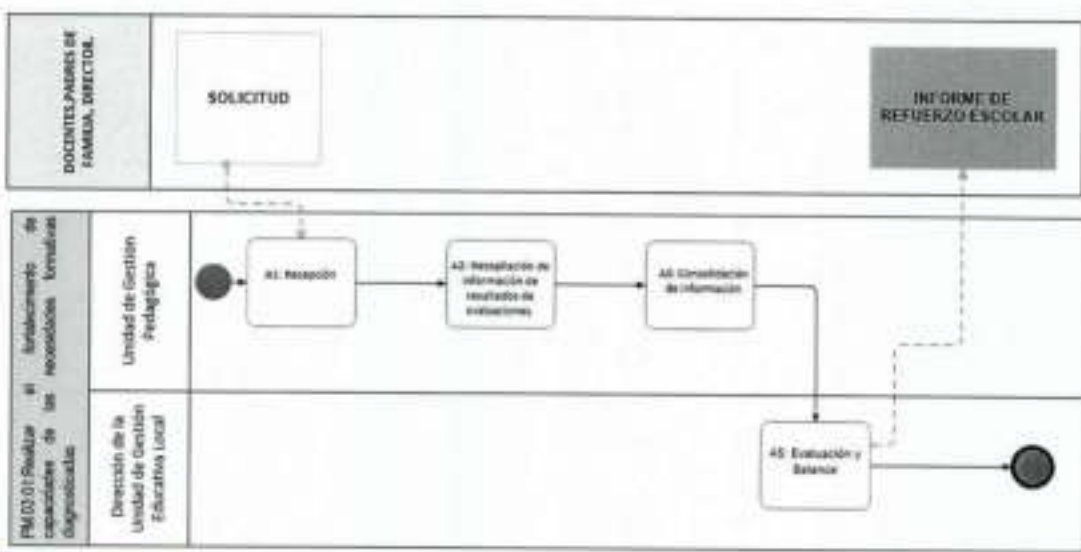 DOCENTES,PADRES DE
FAMILIA, DIRECTOR.
SOLICITUD
INFORME DE
REFUERZO ESCOLAR
PM.03.01 Realizar el fortalecimiento de
capacidades de las necesidades formativas
diagnosticadas
Unidad de Gestión
Pedagógica
A1: Recepción
A2: Recopilación de
información de
resultados de
evaluaciones
Consolidación
de información
Dirección de la
Unidad de Gestión
Educativa Local
A5: Evaluación y
Balance